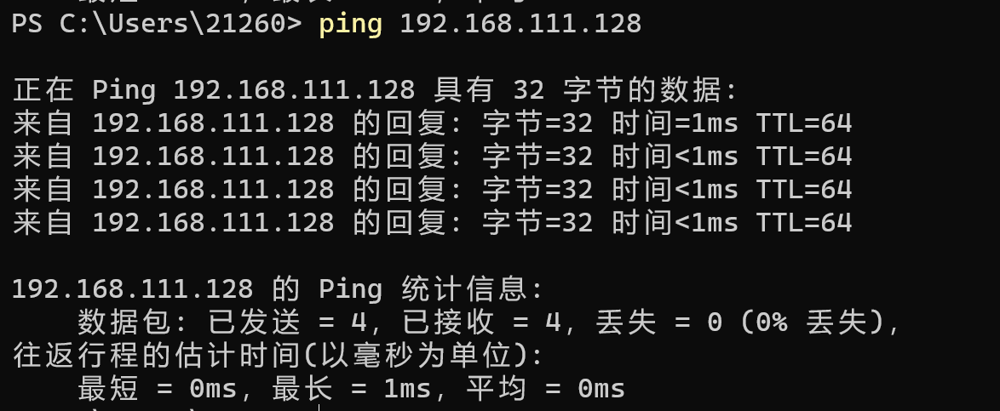 PS C:\Users\21260> ping 192.168.111.128
正在 Ping 192.168.111.128 具有 32 字节的数据:
来自 192.168.111.128 的回复: 字节=32 时间=1ms TTL=64
来自 192.168.111.128 的回复: 字节=32 时间<1ms TTL=64
来自 192.168.111.128 的回复: 字节=32 时间<1ms TTL=64
来自 192.168.111.128 的回复: 字节=32 时间<1ms TTL=64
192.168.111.128 的 Ping 统计信息:
数据包: 已发送 = 4, 已接收 = 4, 丢失 = 0 (0% 丢失),
往返行程的估计时间(以毫秒为单位):
最短 = 0ms, 最长 = 1ms, 平均 = 0ms